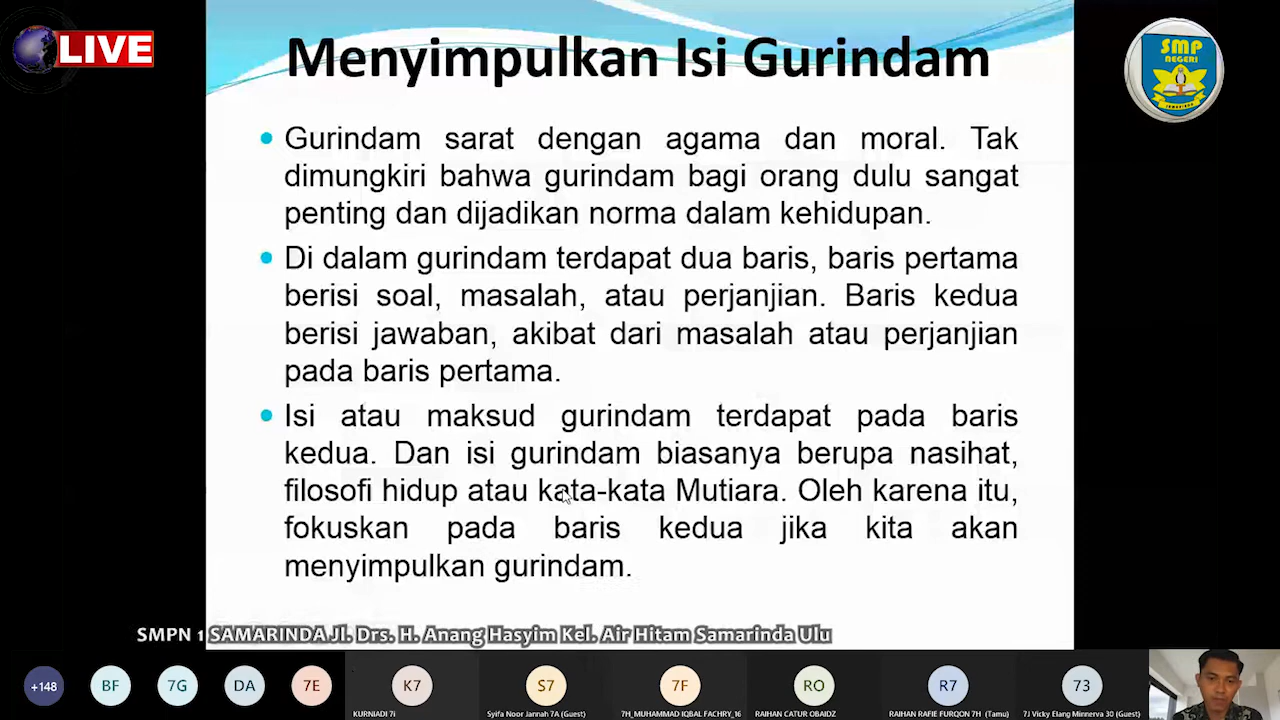 LIVE
Menyimpulkan Isi Gurindam
SMP
NEGERI
SAMARINDA
Gurindam sarat dengan agama dan moral. Tak
dimungkiri bahwa gurindam bagi orang dulu sangat
penting dan dijadikan norma dalam kehidupan.
Di dalam gurindam terdapat dua baris, baris pertama
berisi soal, masalah, atau perjanjian. Baris kedua
berisi jawaban, akibat dari masalah atau perjanjian
pada baris pertama.
Isi atau maksud gurindam terdapat pada baris
kedua. Dan isi gurindam biasanya berupa nasihat,
filosofi hidup atau kata-kata Mutiara. Oleh karena itu,
fokuskan pada baris kedua jika kita akan
menyimpulkan gurindam.
SMPN 1 SAMARINDA Jl. Drs. H. Anang Hasyim Kel. Air Hitam Samarinda Ulu
+148 BF 7G DA 7E K7 S7 7F RO R7 73
KURNIADI 7i Syifa Noor Jannah 7A (Guest) 7H_MUHAMMAD IQBAL FACHRY_16 RAIHAN CATUR OBAIDZ RAIHAN RAFIE FURQON 7H (Tamu) 7J Vicky Elang Minnerva 30 (Guest)